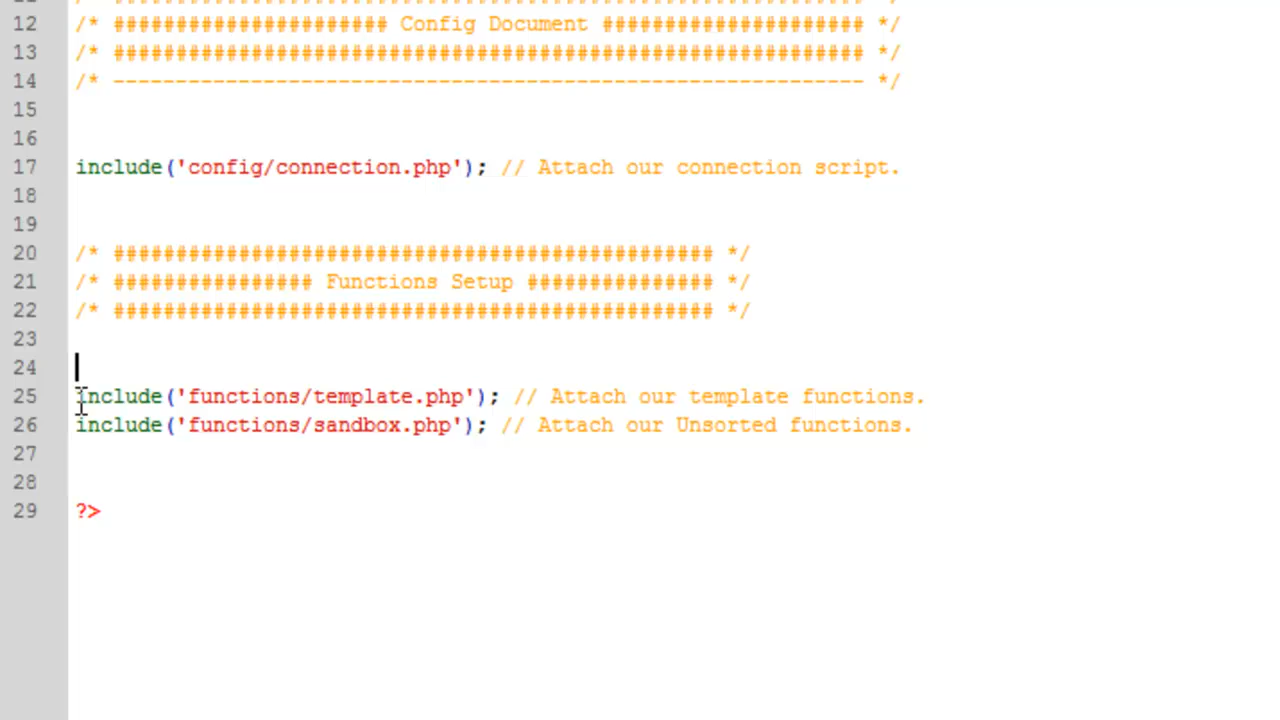 12 /* ###################### Config Document ##################### */
13 /* ############################################################ */
14 /* ------------------------------------------------------------ */
15
16
17 include('config/connection.php'); // Attach our connection script.
18
19
20 /* ################################################ */
21 /* ################ Functions Setup ############### */
22 /* ################################################ */
23
24
25 include('functions/template.php'); // Attach our template functions.
26 include('functions/sandbox.php'); // Attach our Unsorted functions.
27
28
29 ?>